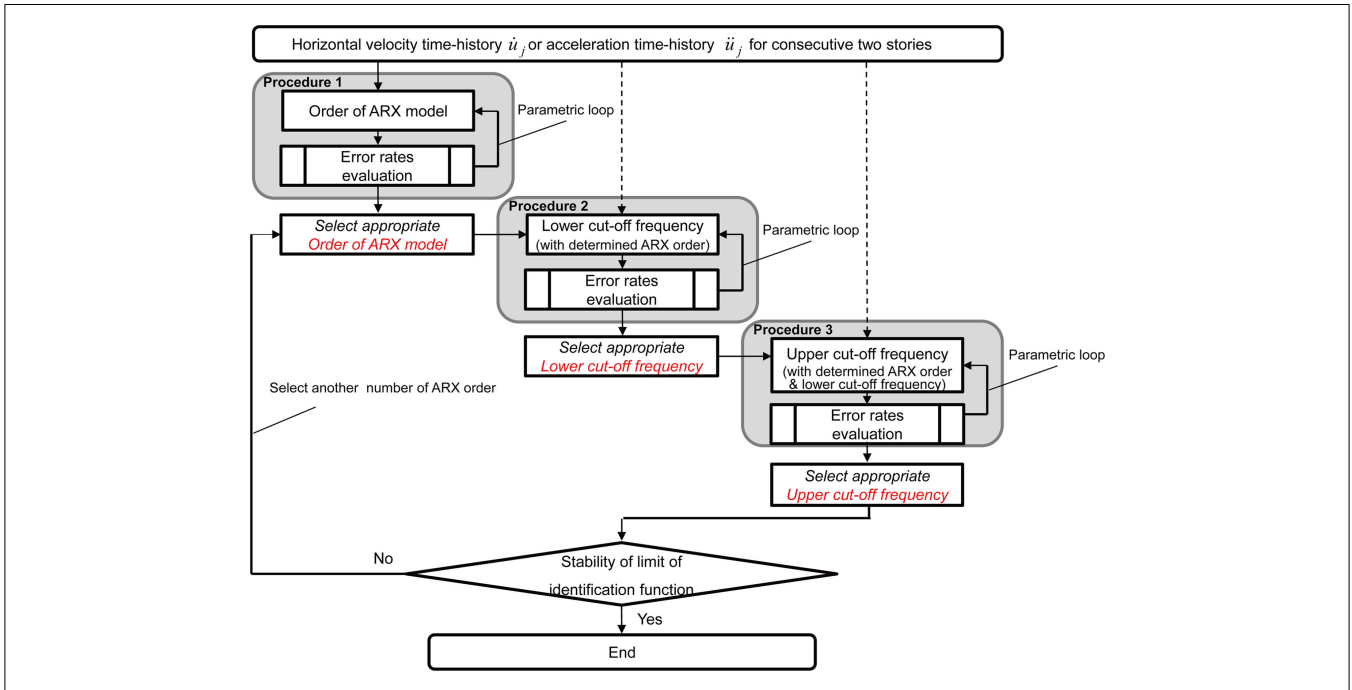 Horizontal velocity time-history u̇ j or acceleration time-history ü j for consecutive two stories
Procedure 1
Order of ARX model
Parametric loop
Error rates
evaluation
Select appropriate
Order of ARX model
Procedure 2
Lower cut-off frequency
(with determined ARX order)
Parametric loop
Error rates
evaluation
Select appropriate
Lower cut-off frequency
Procedure 3
Upper cut-off frequency
(with determined ARX order
& lower cut-off frequency)
Parametric loop
Error rates
evaluation
Select appropriate
Upper cut-off frequency
Select another number of ARX order
No
Stability of limit of
identification function
Yes
End